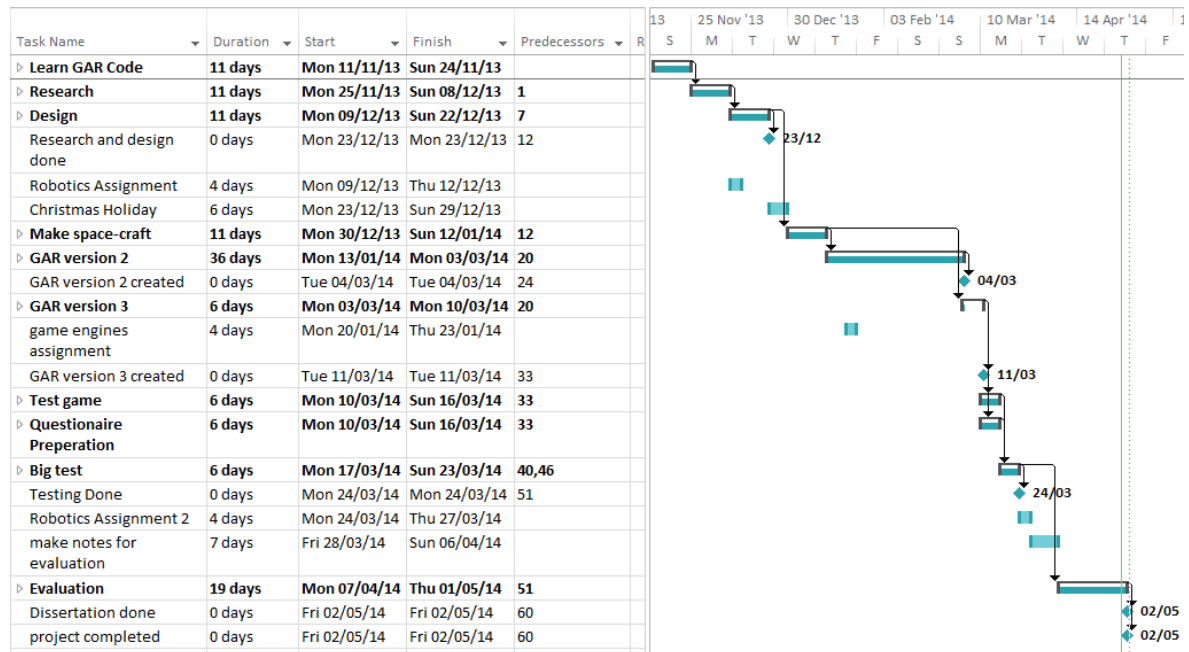 13 25 Nov '13 30 Dec '13 03 Feb '14 10 Mar '14 14 Apr '14 1
Task Name Duration Start Finish Predecessors R S M T W T F S S M T W T F
Learn GAR Code 11 days Mon 11/11/13 Sun 24/11/13
Research 11 days Mon 25/11/13 Sun 08/12/13 1
Design 11 days Mon 09/12/13 Sun 22/12/13 7
Research and design 0 days Mon 23/12/13 Mon 23/12/13 12 23/12
done
Robotics Assignment 4 days Mon 09/12/13 Thu 12/12/13
Christmas Holiday 6 days Mon 23/12/13 Sun 29/12/13
Make space-craft 11 days Mon 30/12/13 Sun 12/01/14 12
GAR version 2 36 days Mon 13/01/14 Mon 03/03/14 20
GAR version 2 created 0 days Tue 04/03/14 Tue 04/03/14 24 04/03
GAR version 3 6 days Mon 03/03/14 Mon 10/03/14 20
game engines 4 days Mon 20/01/14 Thu 23/01/14
assignment
GAR version 3 created 0 days Tue 11/03/14 Tue 11/03/14 33 11/03
Test game 6 days Mon 10/03/14 Sun 16/03/14 33
Questionaire 6 days Mon 10/03/14 Sun 16/03/14 33
Preperation
Big test 6 days Mon 17/03/14 Sun 23/03/14 40,46
Testing Done 0 days Mon 24/03/14 Mon 24/03/14 51 24/03
Robotics Assignment 2 4 days Mon 24/03/14 Thu 27/03/14
make notes for 7 days Fri 28/03/14 Sun 06/04/14
evaluation
Evaluation 19 days Mon 07/04/14 Thu 01/05/14 51
Dissertation done 0 days Fri 02/05/14 Fri 02/05/14 60 02/05
project completed 0 days Fri 02/05/14 Fri 02/05/14 60 02/05